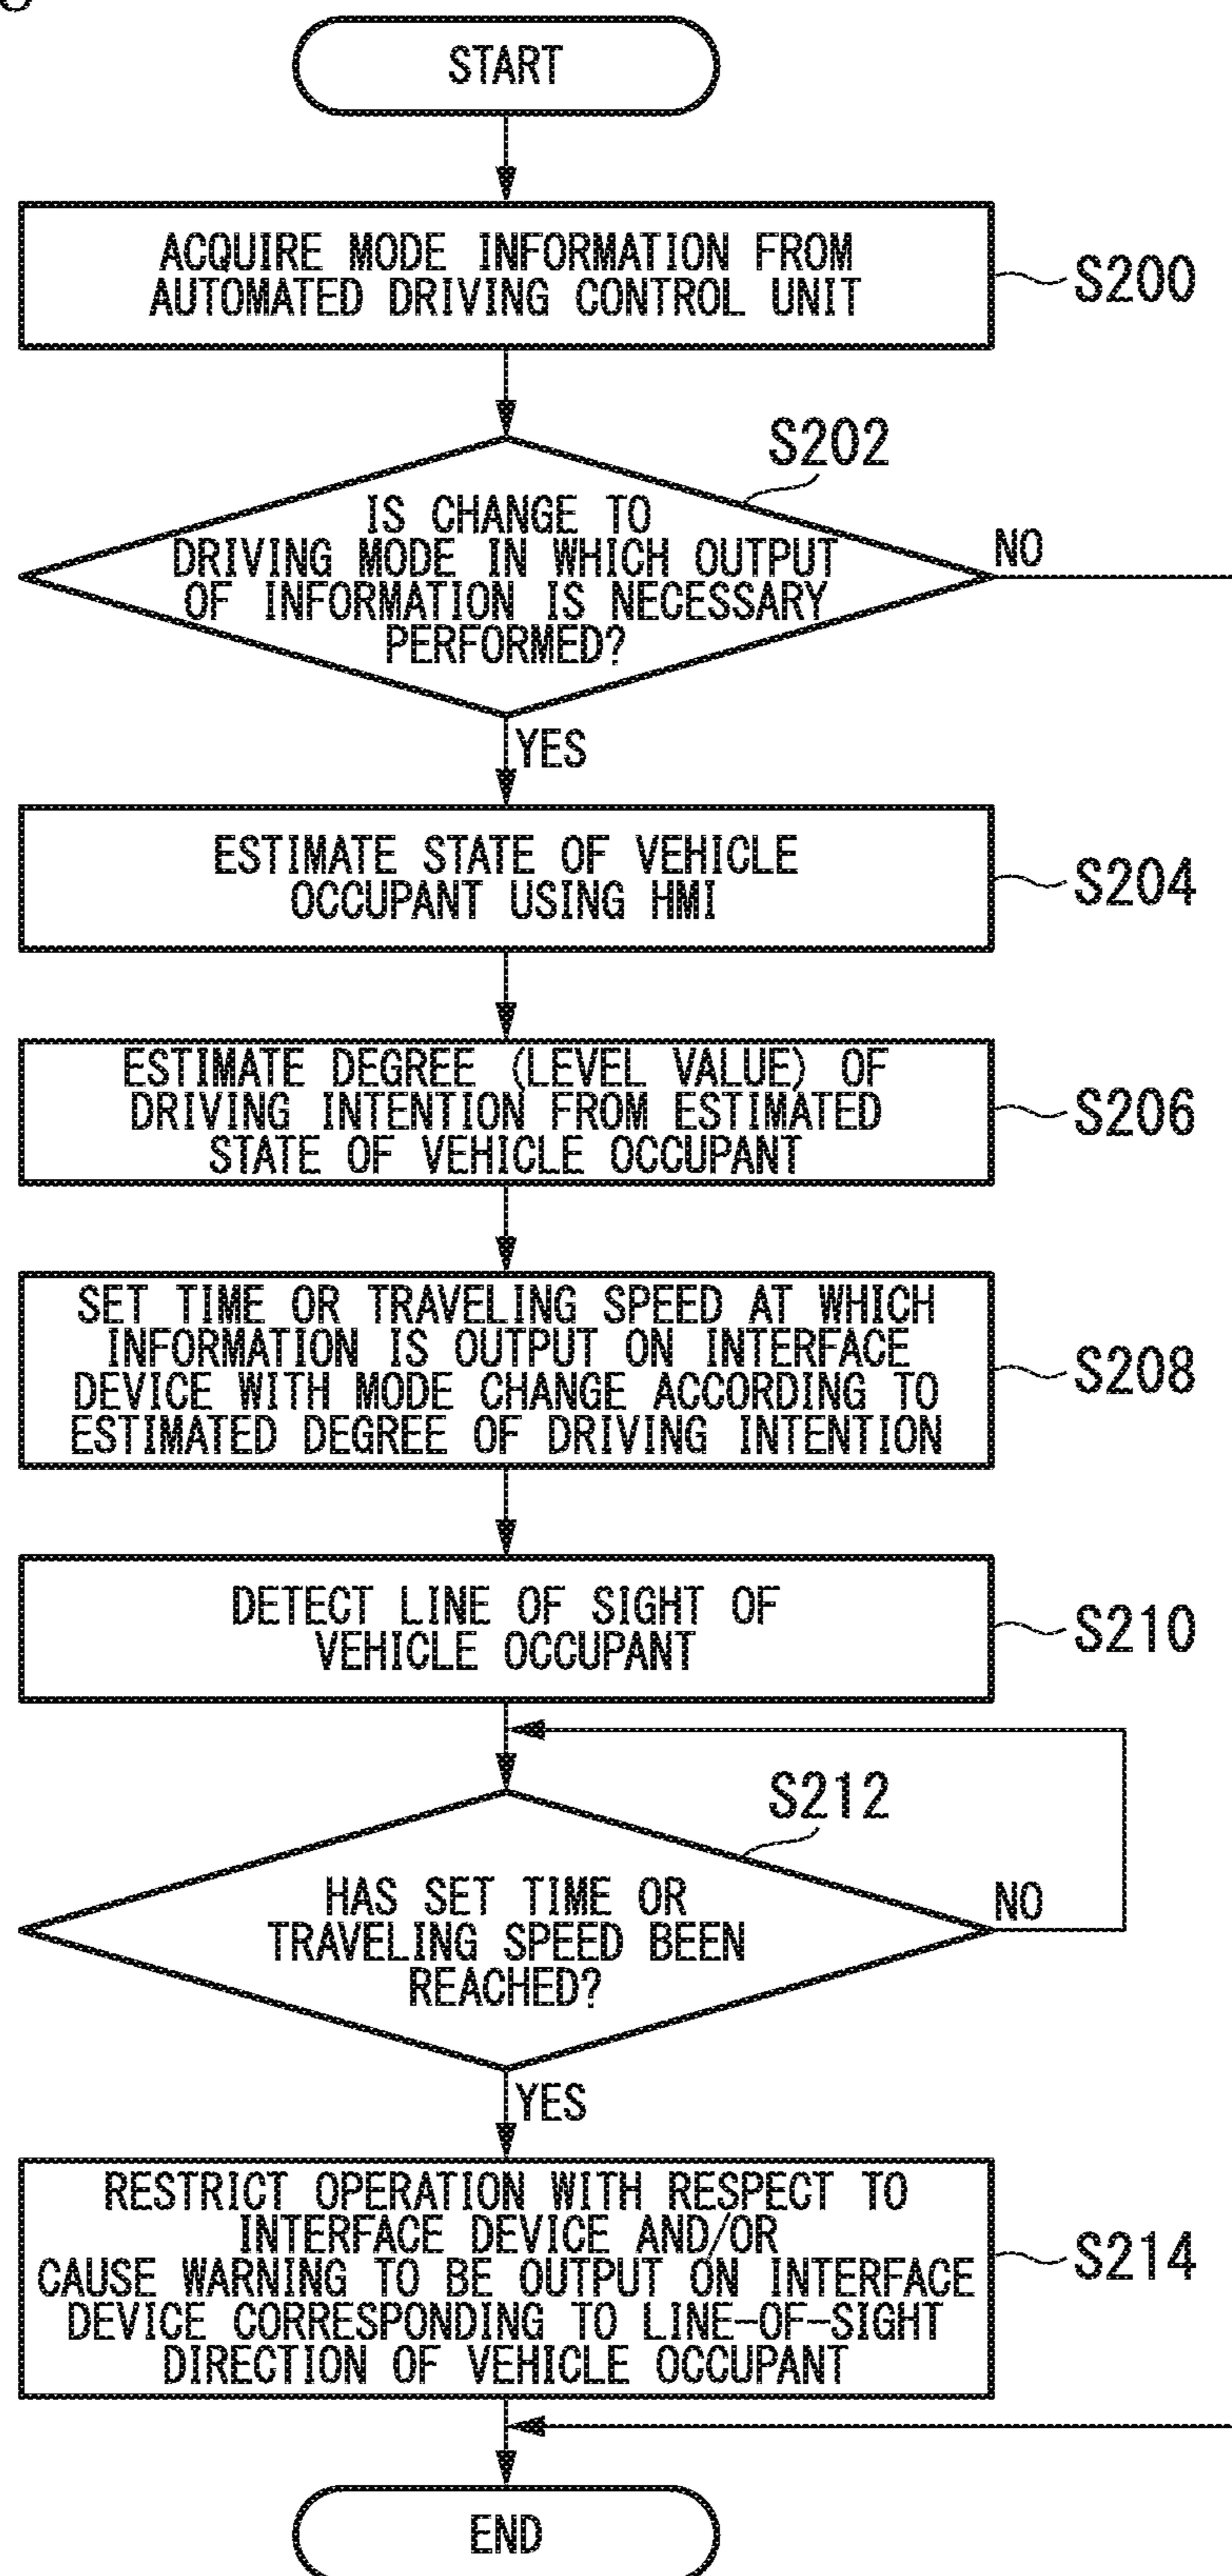 START
ACQUIRE MODE INFORMATION FROM
AUTOMATED DRIVING CONTROL UNIT
S200
S202
IS CHANGE TO
DRIVING MODE IN WHICH OUTPUT
OF INFORMATION IS NECESSARY
PERFORMED?
NO
YES
ESTIMATE STATE OF VEHICLE
OCCUPANT USING HMI
S204
ESTIMATE DEGREE (LEVEL VALUE) OF
DRIVING INTENTION FROM ESTIMATED
STATE OF VEHICLE OCCUPANT
S206
SET TIME OR TRAVELING SPEED AT WHICH
INFORMATION IS OUTPUT ON INTERFACE
DEVICE WITH MODE CHANGE ACCORDING TO
ESTIMATED DEGREE OF DRIVING INTENTION
S208
DETECT LINE OF SIGHT OF
VEHICLE OCCUPANT
S210
S212
HAS SET TIME OR
TRAVELING SPEED BEEN
REACHED?
NO
YES
RESTRICT OPERATION WITH RESPECT TO
INTERFACE DEVICE AND/OR
CAUSE WARNING TO BE OUTPUT ON INTERFACE
DEVICE CORRESPONDING TO LINE-OF-SIGHT
DIRECTION OF VEHICLE OCCUPANT
S214
END